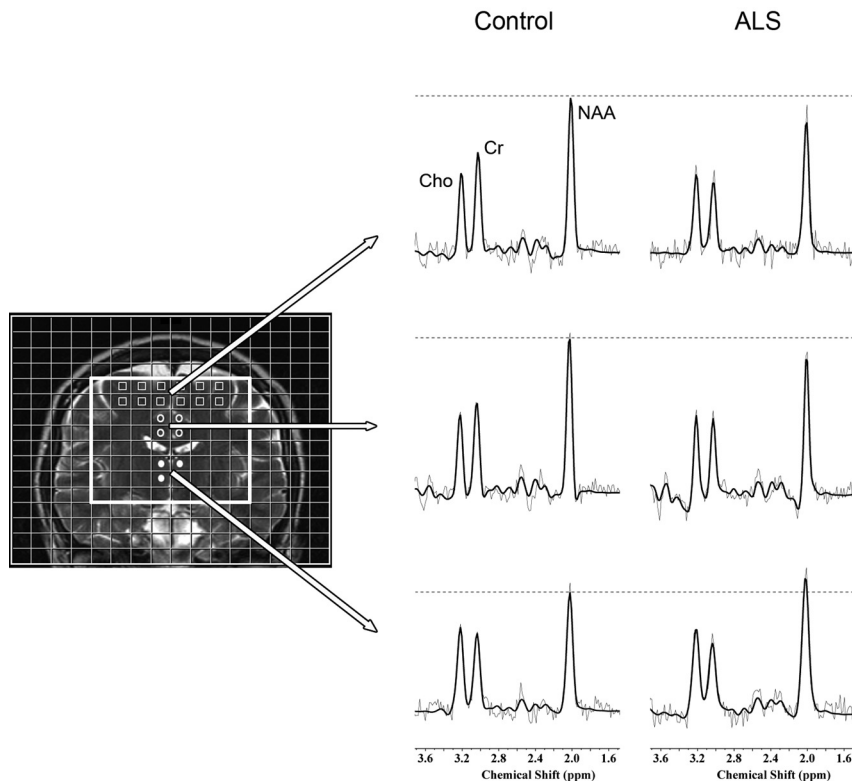 Control ALS
NAA
Cr
Cho
3.6 3.2 2.8 2.4 2.0 1.6 3.6 3.2 2.8 2.4 2.0 1.6
Chemical Shift (ppm) Chemical Shift (ppm)